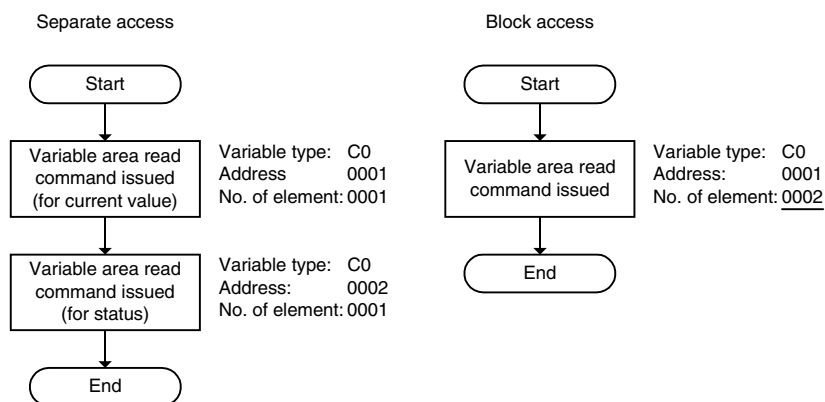 Separate access
Start
Variable area read
command issued
(for current value)
Variable type: C0
Address 0001
No. of element: 0001
Variable area read
command issued
(for status)
Variable type: C0
Address: 0002
No. of element: 0001
End
Block access
Start
Variable area read
command issued
Variable type: C0
Address: 0001
No. of element: 0002
End